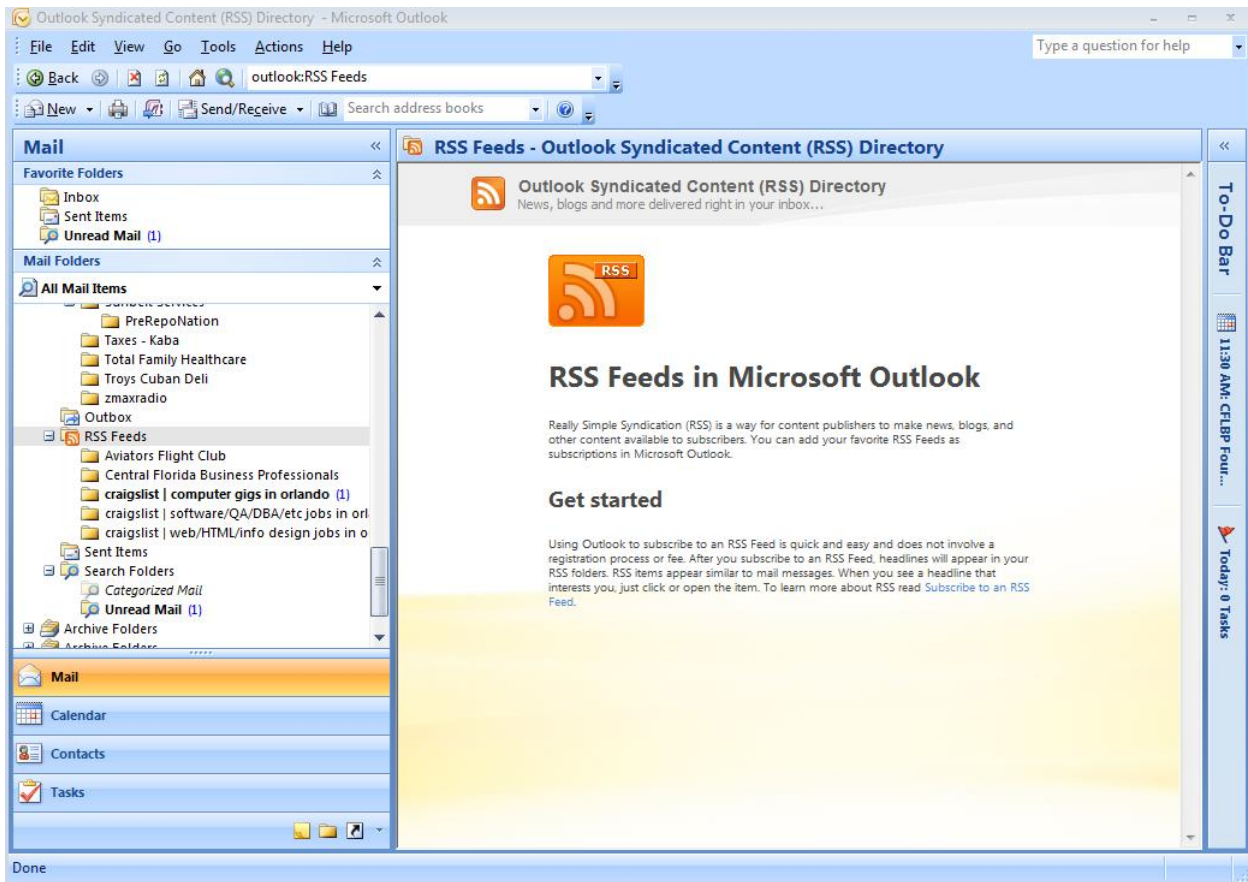 Outlook Syndicated Content (RSS) Directory - Microsoft Outlook
File Edit View Go Tools Actions Help
Type a question for help
Back outlook:RSS Feeds
New Send/Receive Search address books
Mail
Favorite Folders
Inbox
Sent Items
Unread Mail (1)
Mail Folders
All Mail Items
Sunbelt Services
PreRepoNation
Taxes - Kaba
Total Family Healthcare
Troys Cuban Deli
zmaxradio
Outbox
RSS Feeds
Aviators Flight Club
Central Florida Business Professionals
craigslist | computer gigs in orlando (1)
craigslist | software/QA/DBA/etc jobs in orl
craigslist | web/HTML/info design jobs in o
Sent Items
Search Folders
Categorized Mail
Unread Mail (1)
Archive Folders
Archive Folders
Mail
Calendar
Contacts
Tasks
Done
RSS Feeds - Outlook Syndicated Content (RSS) Directory
Outlook Syndicated Content (RSS) Directory
News, blogs and more delivered right in your inbox...
RSS
RSS Feeds in Microsoft Outlook
Really Simple Syndication (RSS) is a way for content publishers to make news, blogs, and
other content available to subscribers. You can add your favorite RSS Feeds as
subscriptions in Microsoft Outlook.
Get started
Using Outlook to subscribe to an RSS Feed is quick and easy and does not involve a
registration process or fee. After you subscribe to an RSS Feed, headlines will appear in your
RSS folders. RSS items appear similar to mail messages. When you see a headline that
interests you, just click or open the item. To learn more about RSS read Subscribe to an RSS
Feed.
To-Do Bar
11:30 AM: CFLBP Four...
Today: 0 Tasks